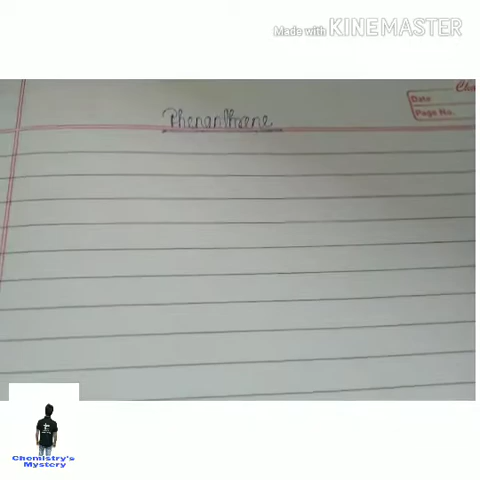 Made with KINEMASTER
Date
Page No.
Phenanthrene
Chemistry's
Mystery